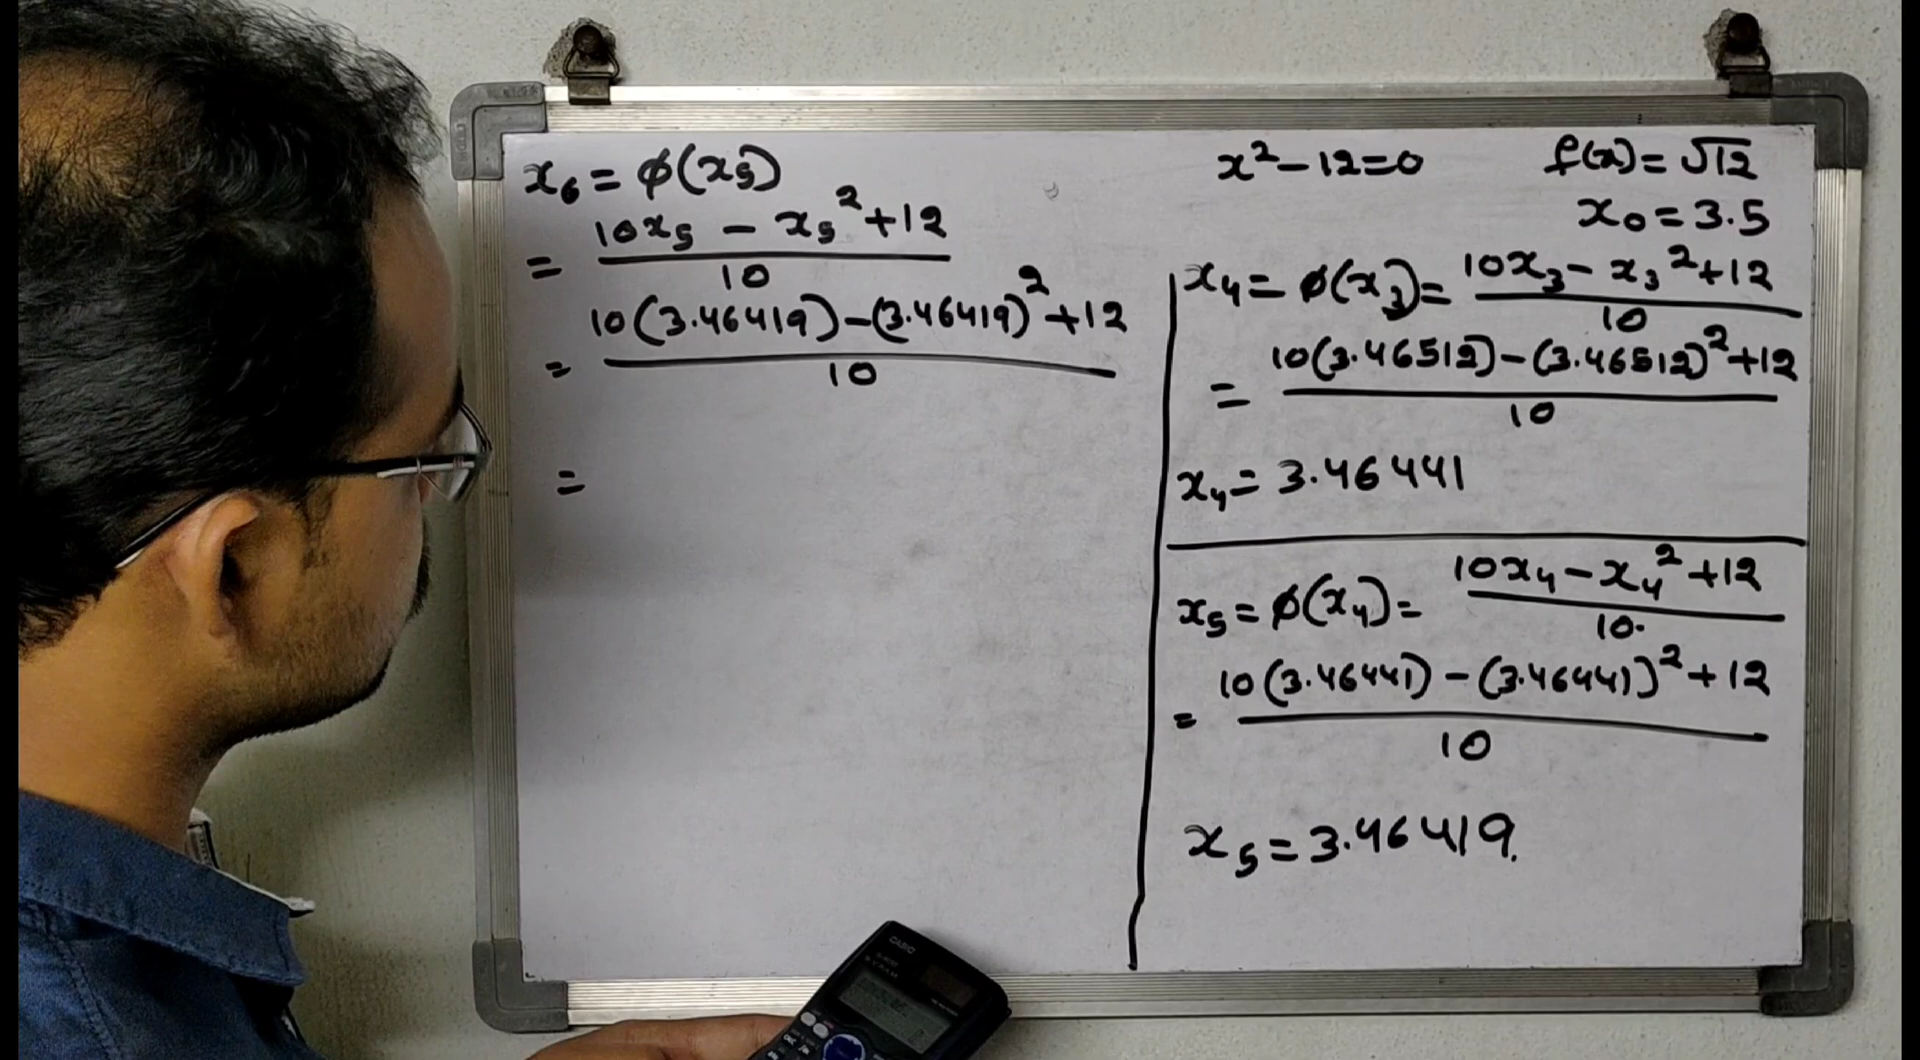 x₆ = ϕ(x₅)
= (10x₅ − x₅² + 12)/10
= (10(3.46419) − (3.46419)² + 12)/10
=
x² − 12 = 0
f(x) = √12
x₀ = 3.5
x₄ = ϕ(x₃) = (10x₃ − x₃² + 12)/10
= (10(3.46512) − (3.46512)² + 12)/10
x₄ = 3.46441
x₅ = ϕ(x₄) = (10x₄ − x₄² + 12)/10.
= (10(3.46441) − (3.46441)² + 12)/10
x₅ = 3.46419.
CASIO